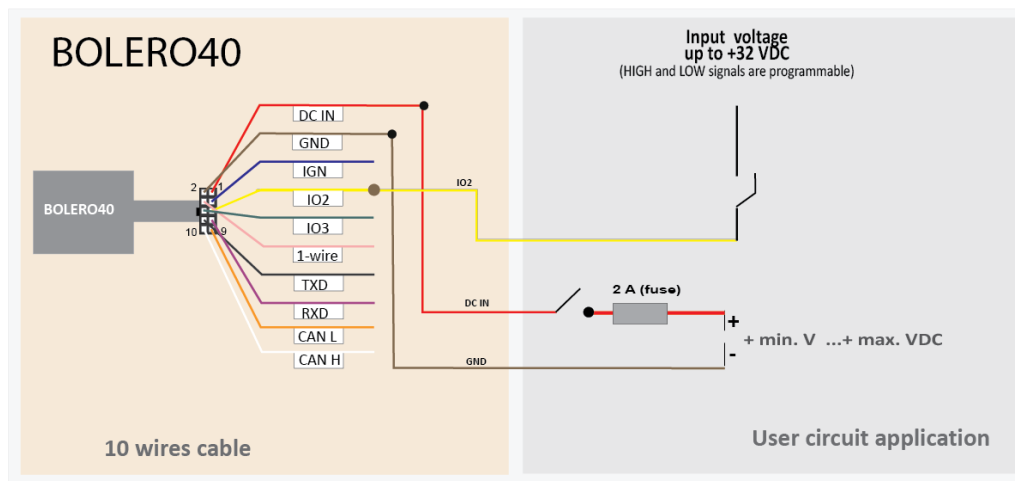 BOLERO40
Input voltage
up to +32 VDC
(HIGH and LOW signals are programmable)
DC IN
GND
IGN
IO2
IO2
IO3
1-wire
TXD
RXD
CAN L
CAN H
2
1
10
9
BOLERO40
DC IN
2 A (fuse)
+
+ min. V ...+ max. VDC
-
GND
10 wires cable
User circuit application